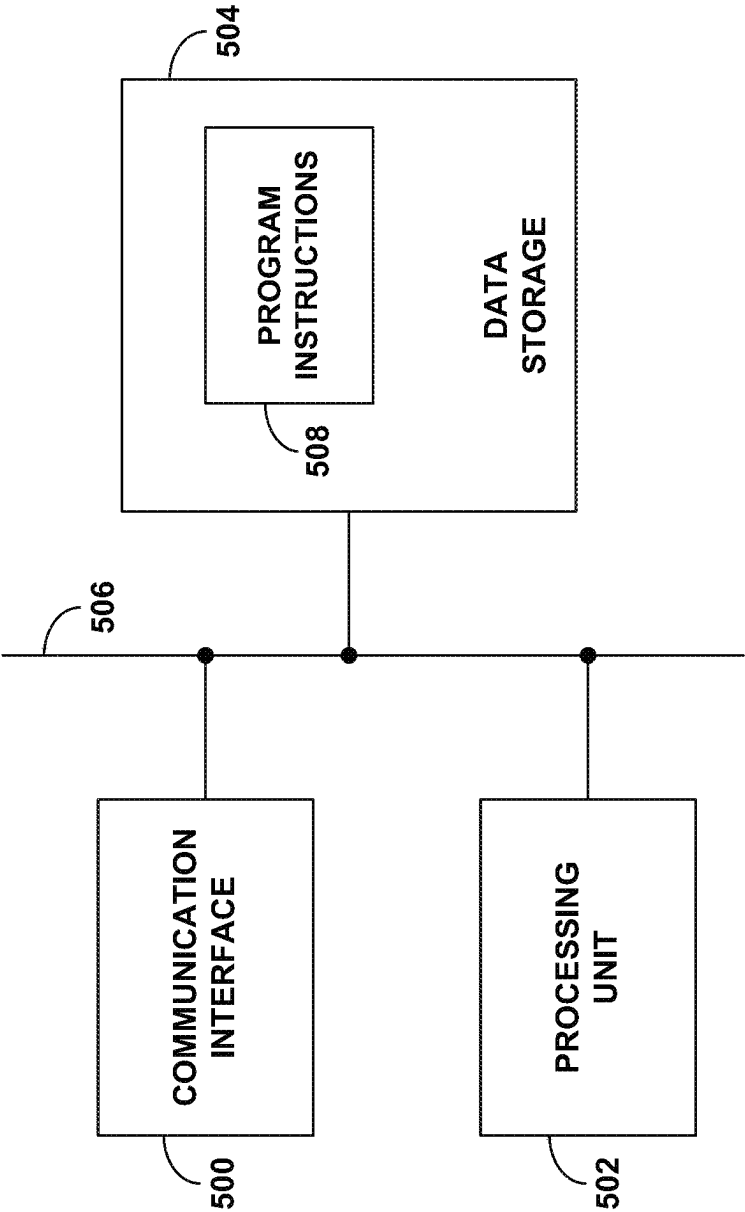 500
COMMUNICATION
INTERFACE
502
PROCESSING
UNIT
506
504
508
PROGRAM
INSTRUCTIONS
DATA
STORAGE